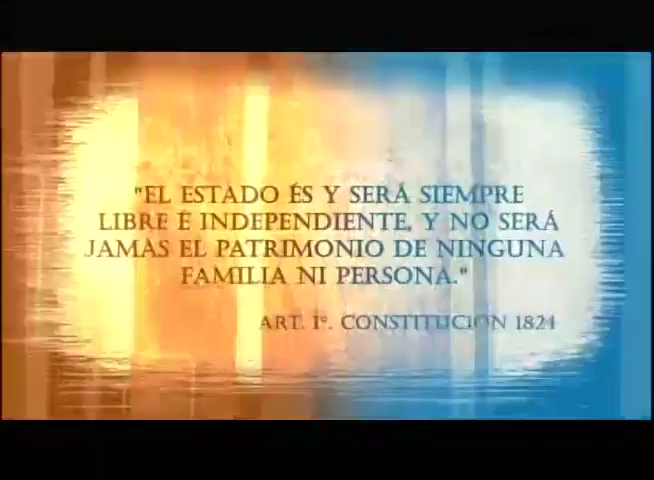 "EL ESTADO ÉS Y SERÁ SIEMPRE
LIBRE É INDEPENDIENTE, Y NO SERÁ
JAMAS EL PATRIMONIO DE NINGUNA
FAMILIA NI PERSONA."
ART. 1º. CONSTITUCION 1824